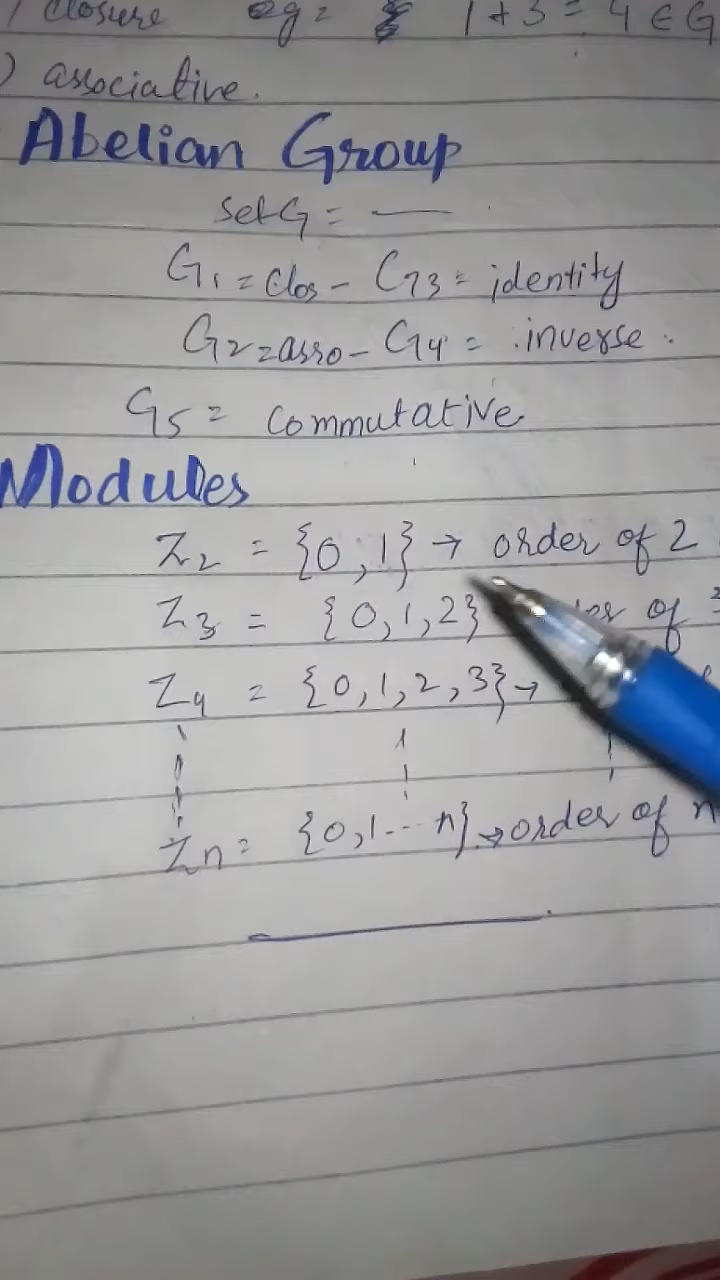 closure eg = 1 + 3 = 4 ∈ G
) associative.
Abelian Group
set G = —
G1 = Clos - G3 = identity
G2 = asso - G4 = inverse.
G5 = commutative
Modules
Z2 = {0, 1} → order of 2
Z3 = {0, 1, 2} of 3
Z4 = {0, 1, 2, 3} →
Zn = {0, 1 --- n} → order of n